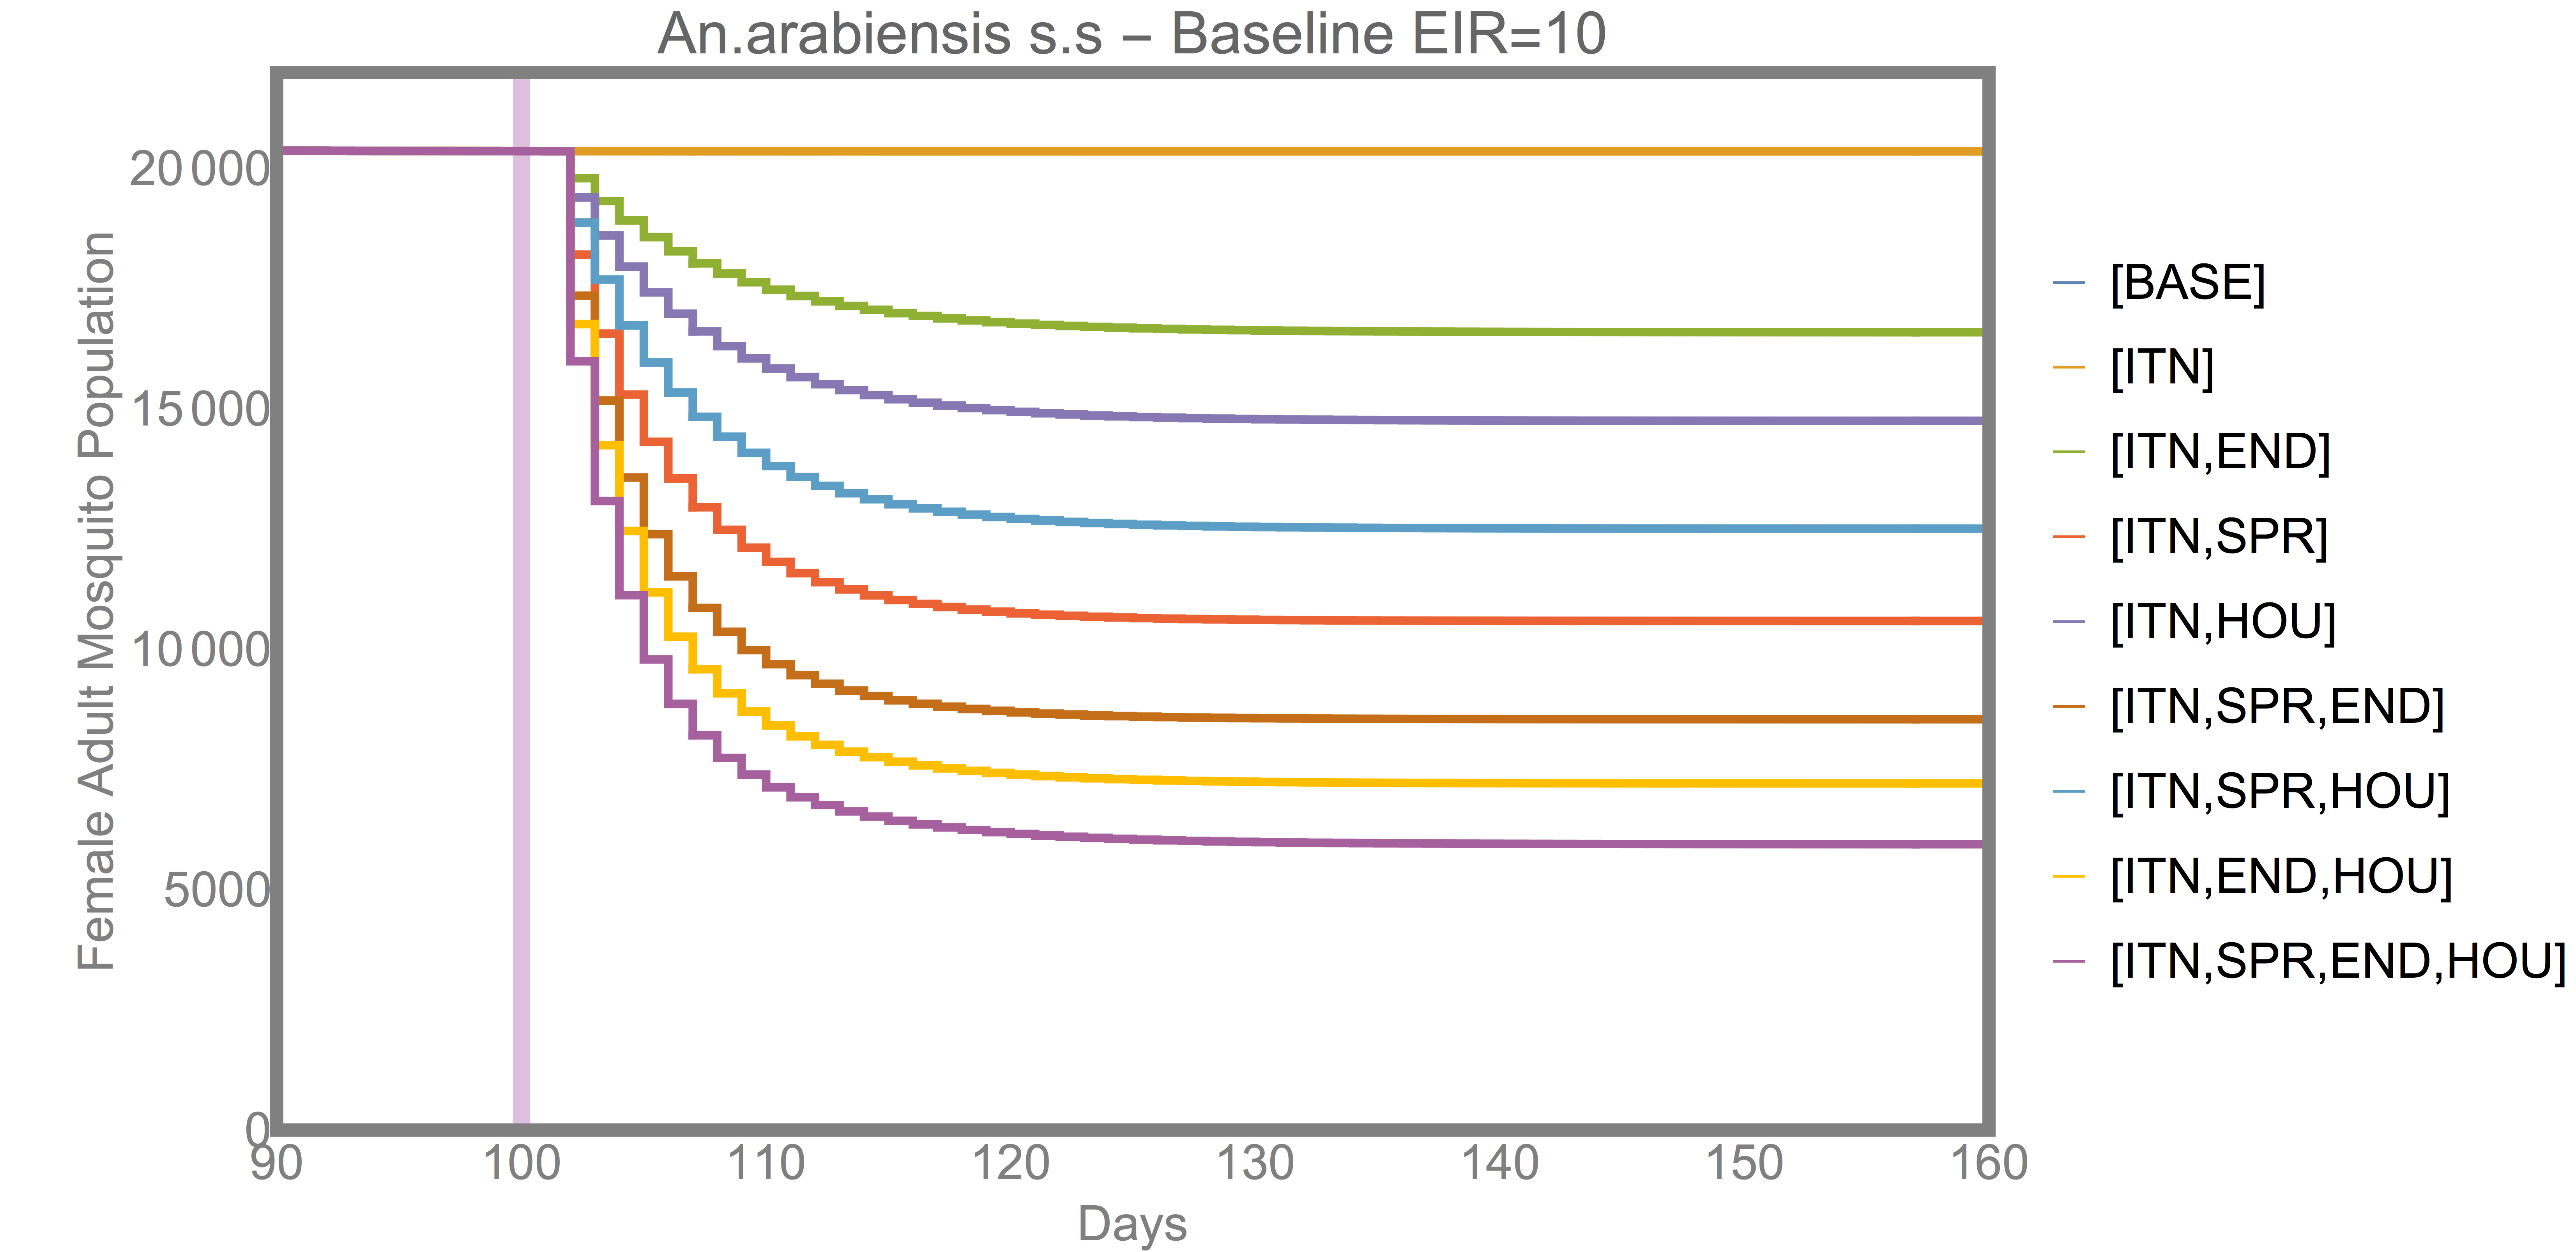 An.arabiensis s.s – Baseline EIR=10
Female Adult Mosquito Population
20 000
15 000
10 000
5000
0
90 100 110 120 130 140 150 160
Days
[BASE]
[ITN]
[ITN,END]
[ITN,SPR]
[ITN,HOU]
[ITN,SPR,END]
[ITN,SPR,HOU]
[ITN,END,HOU]
[ITN,SPR,END,HOU]